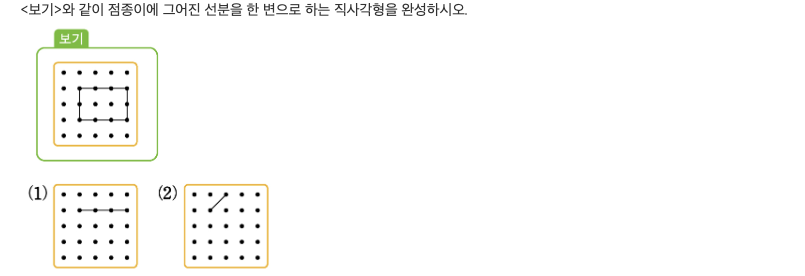 <보기>와 같이 점종이에 그어진 선분을 한 변으로 하는 직사각형을 완성하시오.
보기
(1) (2)